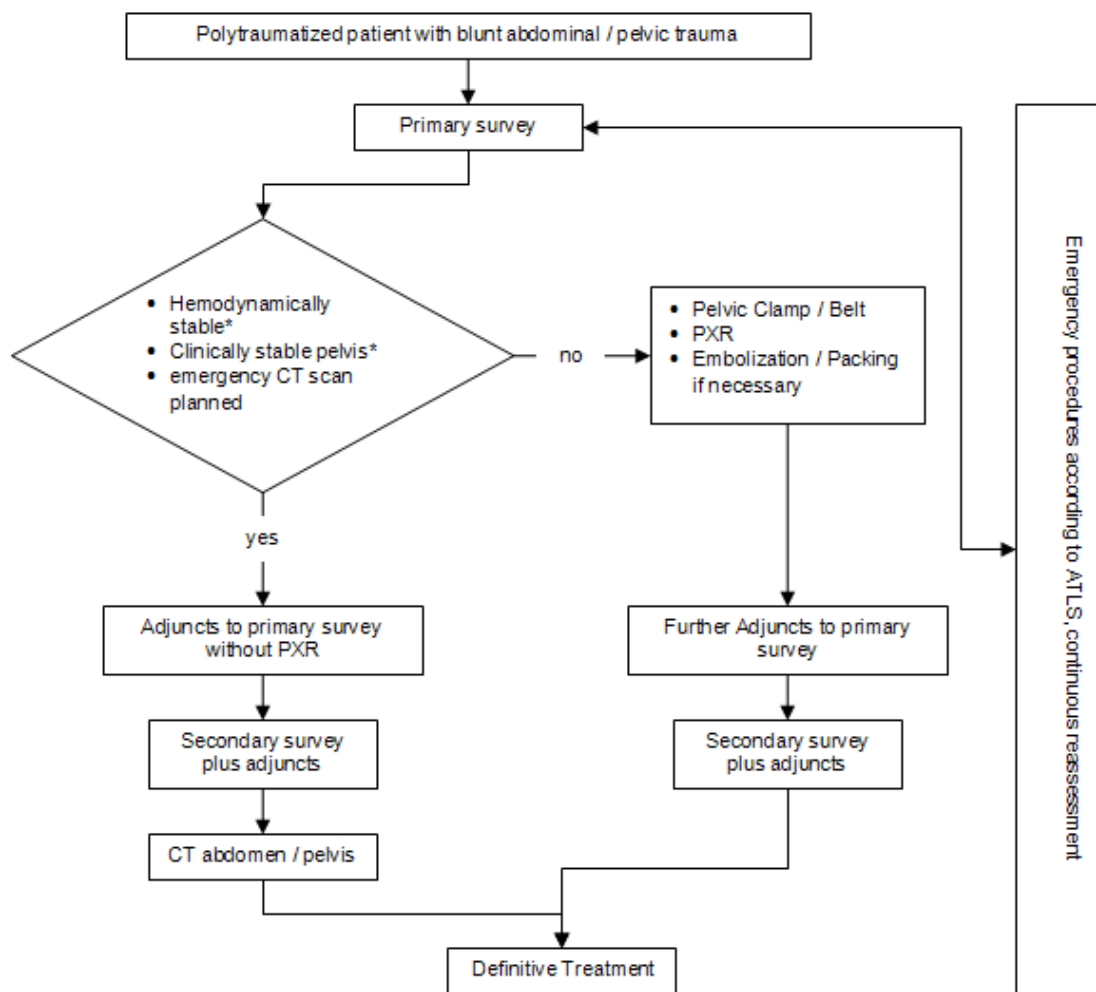 Polytraumatized patient with blunt abdominal / pelvic trauma
Primary survey
• Hemodynamically
stable*
• Clinically stable pelvis*
• emergency CT scan
planned
no
• Pelvic Clamp / Belt
• PXR
• Embolization / Packing
if necessary
yes
Adjuncts to primary survey
without PXR
Further Adjuncts to primary
survey
Secondary survey
plus adjuncts
Secondary survey
plus adjuncts
CT abdomen / pelvis
Definitive Treatment
Emergency procedures according to ATLS, continuous reassessment